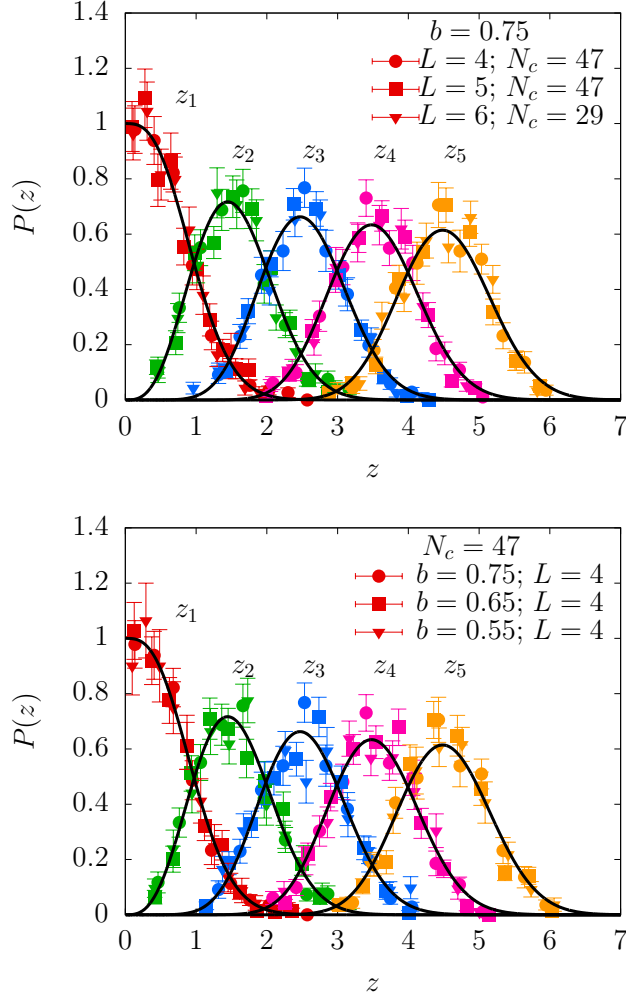 b = 0.75
L = 4; N_c = 47
L = 5; N_c = 47
L = 6; N_c = 29
z_1
z_2 z_3 z_4 z_5
P(z)
1.4
1.2
1
0.8
0.6
0.4
0.2
0
0 1 2 3 4 5 6 7
z
N_c = 47
b = 0.75; L = 4
b = 0.65; L = 4
b = 0.55; L = 4
z_1
z_2 z_3 z_4 z_5
P(z)
1.4
1.2
1
0.8
0.6
0.4
0.2
0
0 1 2 3 4 5 6 7
z